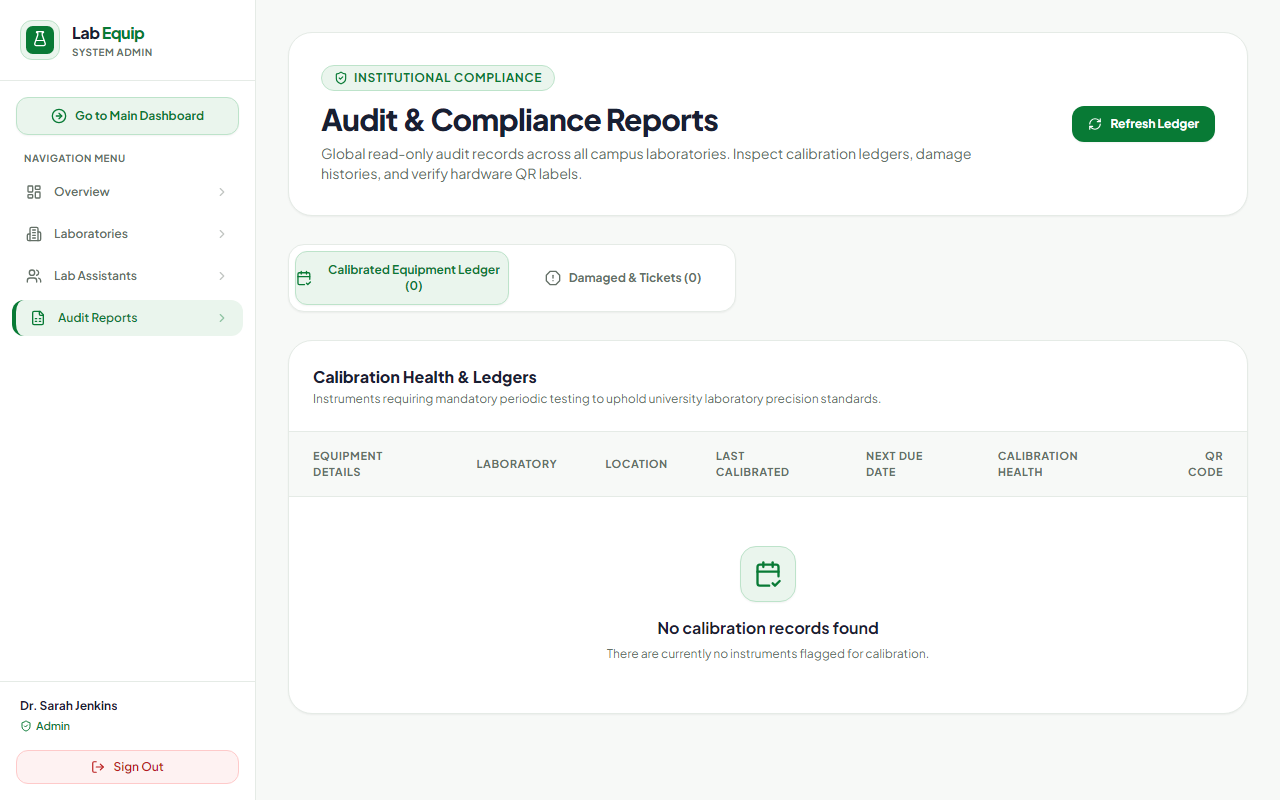 Lab Equip
SYSTEM ADMIN
Go to Main Dashboard
NAVIGATION MENU
Overview
Laboratories
Lab Assistants
Audit Reports
Dr. Sarah Jenkins
Admin
Sign Out
INSTITUTIONAL COMPLIANCE
Audit & Compliance Reports
Global read-only audit records across all campus laboratories. Inspect calibration ledgers, damage
histories, and verify hardware QR labels.
Refresh Ledger
Calibrated Equipment Ledger
(0)
Damaged & Tickets (0)
Calibration Health & Ledgers
Instruments requiring mandatory periodic testing to uphold university laboratory precision standards.
EQUIPMENT
DETAILS
LABORATORY
LOCATION
LAST
CALIBRATED
NEXT DUE
DATE
CALIBRATION
HEALTH
QR
CODE
No calibration records found
There are currently no instruments flagged for calibration.